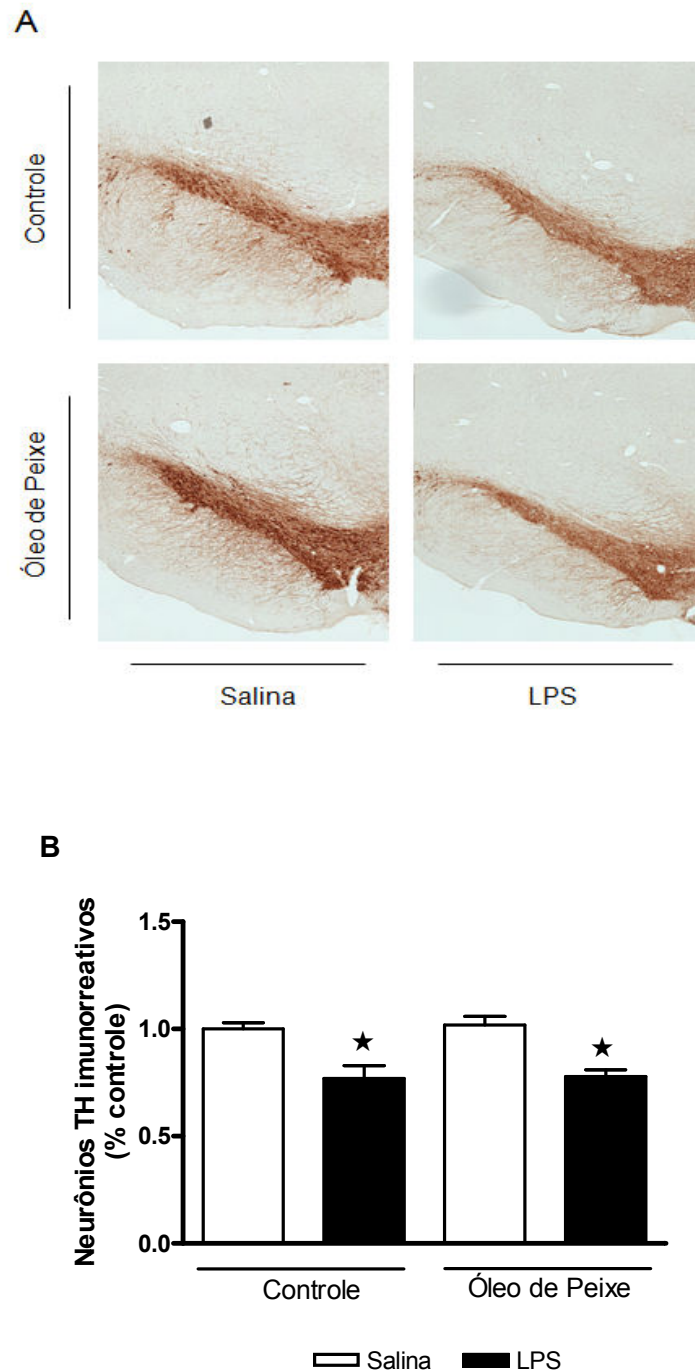 A
Controle
Óleo de Peixe
Salina
LPS
B
Neurônios TH imunorreativos
(% controle)
1.5
1.0
0.5
0.0
★
★
Controle
Óleo de Peixe
Salina
LPS